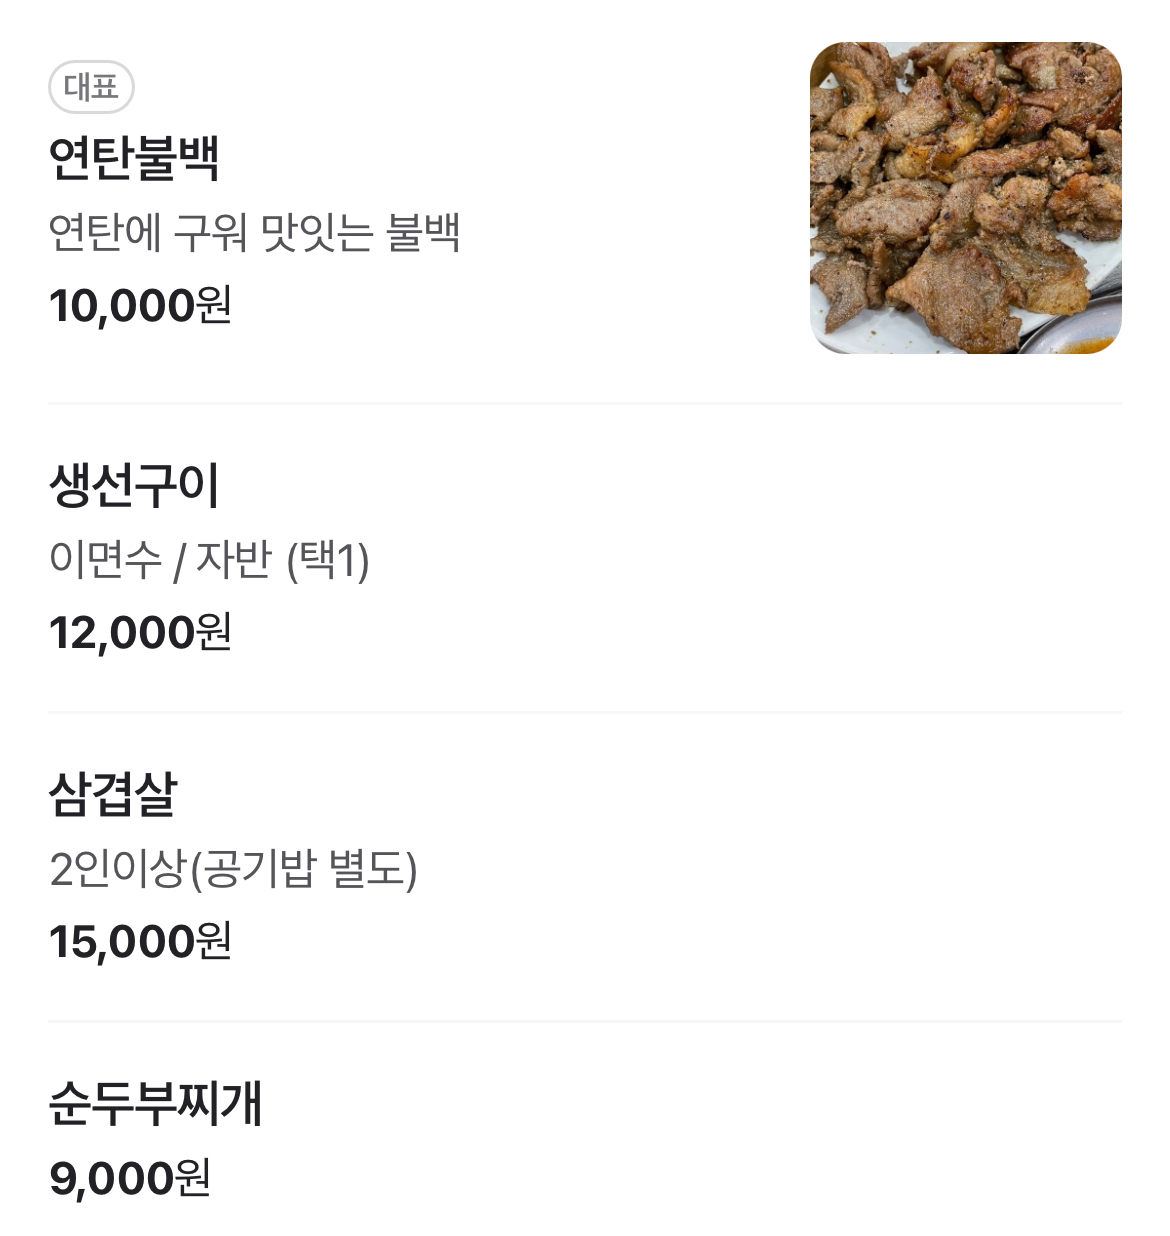 대표
연탄불백
연탄에 구워 맛잇는 불백
10,000원
생선구이
이면수 / 자반 (택1)
12,000원
삼겹살
2인이상(공기밥 별도)
15,000원
순두부찌개
9,000원